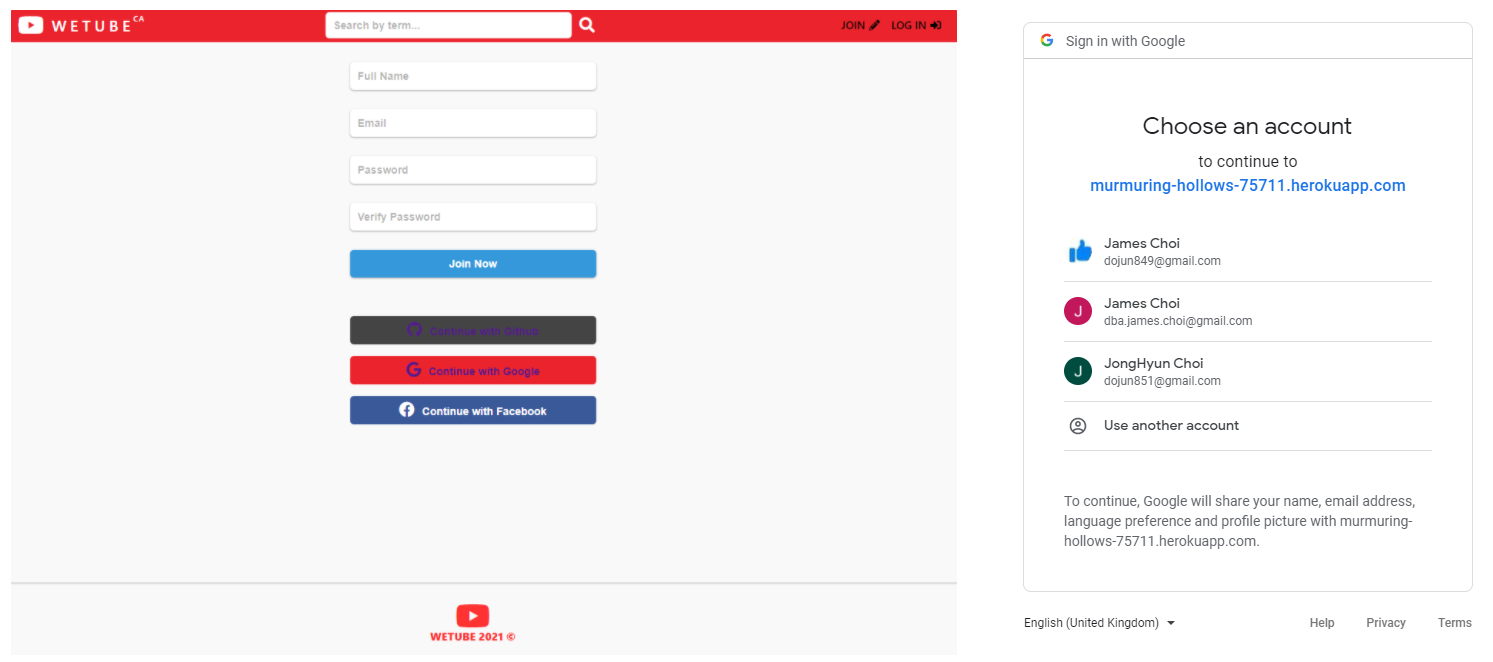 WETUBE CA
Search by term...
JOIN
LOG IN
Full Name
Email
Password
Verify Password
Join Now
Continue with Github
Continue with Google
Continue with Facebook
WETUBE 2021 ©
Sign in with Google
Choose an account
to continue to
murmuring-hollows-75711.herokuapp.com
James Choi
dojun849@gmail.com
J
James Choi
dba.james.choi@gmail.com
J
JongHyun Choi
dojun851@gmail.com
Use another account
To continue, Google will share your name, email address,
language preference and profile picture with murmuring-
hollows-75711.herokuapp.com.
English (United Kingdom)
Help
Privacy
Terms